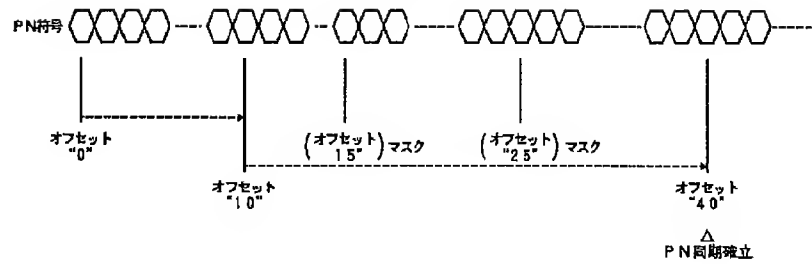 PN符号
オフセット
"0"
(オフセット
15") マスク
(オフセット
"25") マスク
オフセット
"10"
オフセット
"40"
△
PN同期確立